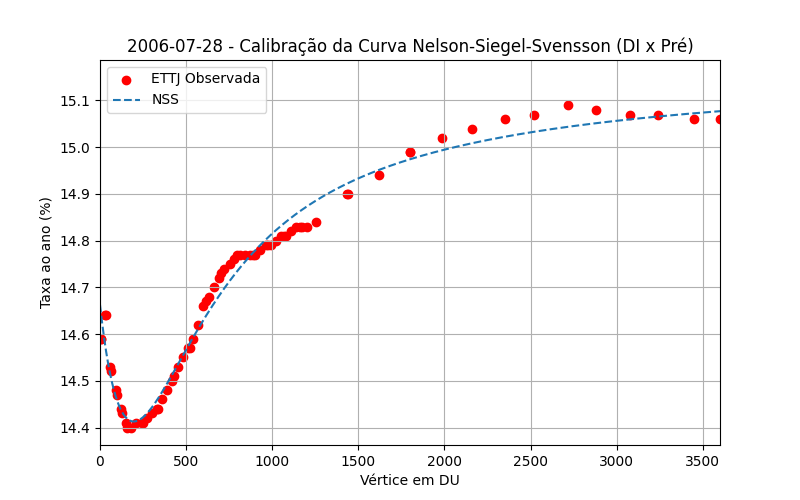 2006-07-28 - Calibração da Curva Nelson-Siegel-Svensson (DI x Pré)
ETTJ Observada
NSS
Taxa ao ano (%)
15.1
15.0
14.9
14.8
14.7
14.6
14.5
14.4
0 500 1000 1500 2000 2500 3000 3500
Vértice em DU